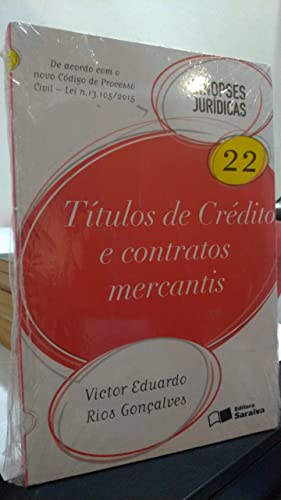 De acordo com o
novo Código de Processo
Civil – Lei n. 13.105/2015
SINOPSES
JURÍDICAS
22
Títulos de Crédito
e contratos
mercantis
Victor Eduardo
Rios Gonçalves
Editora
Saraiva